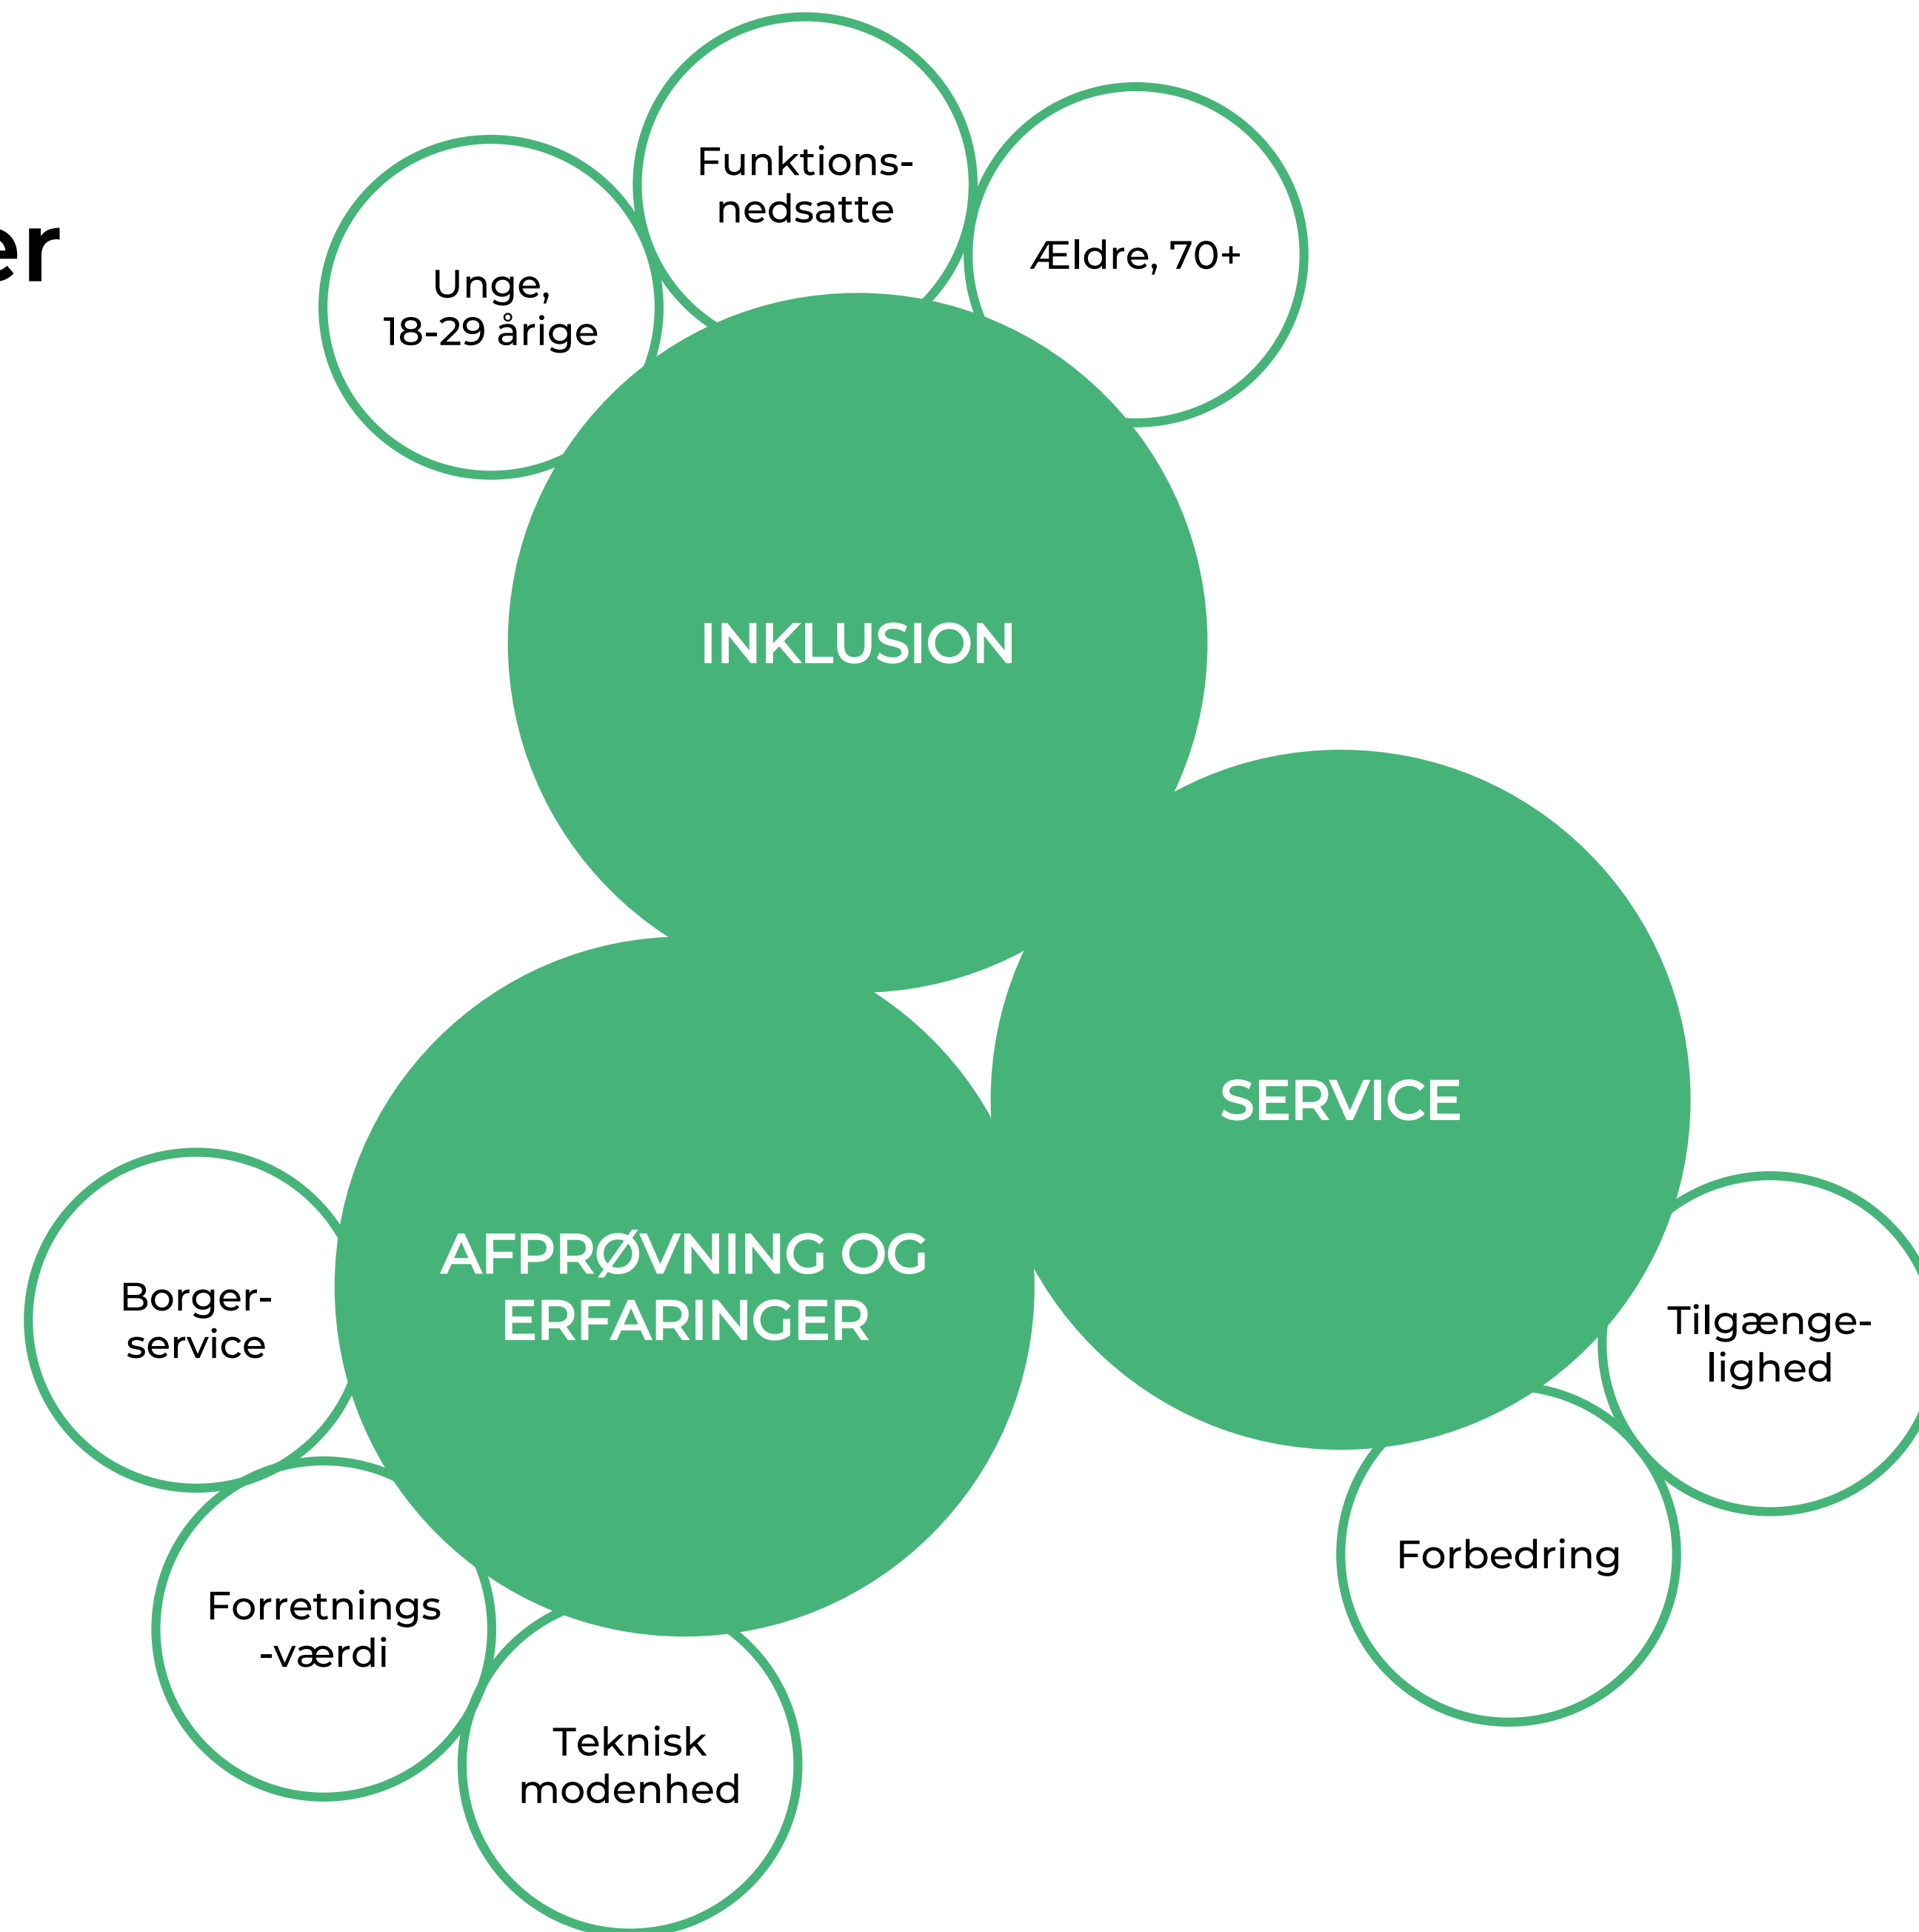 er
Funktions-
nedsatte
Ældre, 70+
Unge,
18-29 årige
INKLUSION
SERVICE
AFPRØVNING OG
ERFARINGER
Borger-
service
Tilgænge-
lighed
Forbedring
Forretnings
-værdi
Teknisk
modenhed